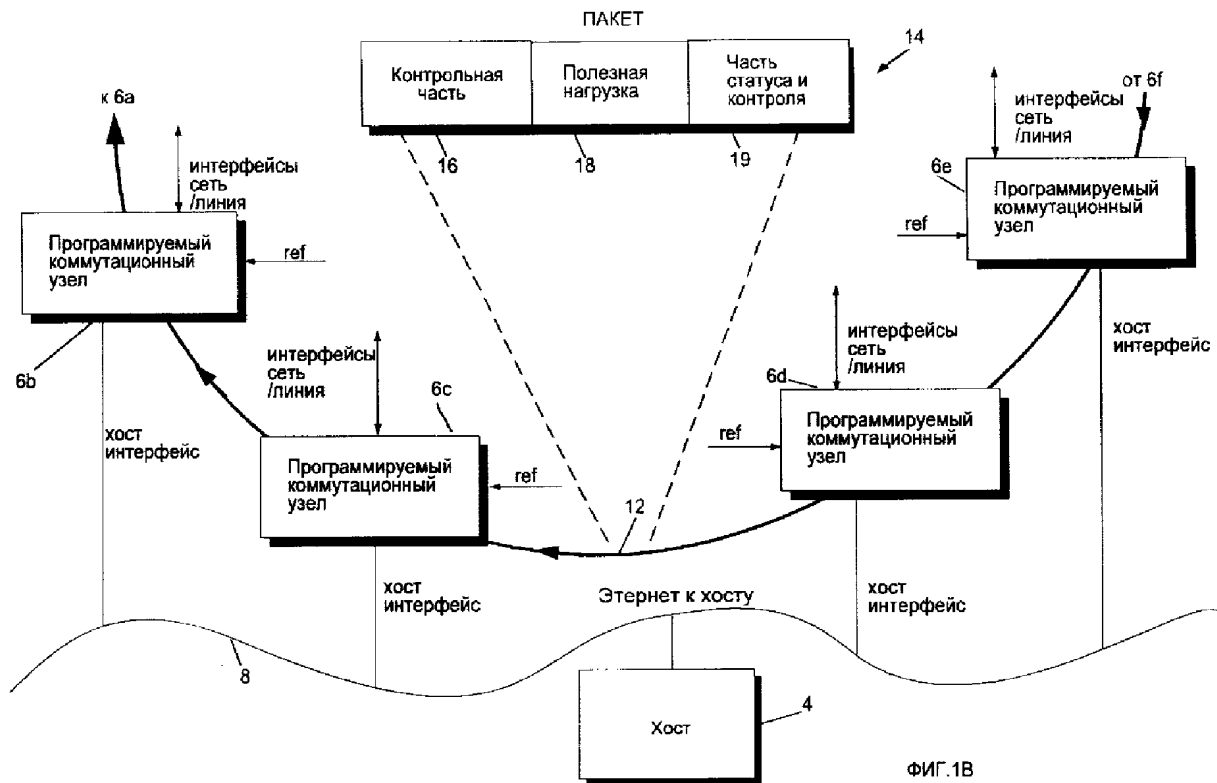 ПАКЕТ
14
Контрольная
часть
Полезная
нагрузка
Часть
статуса и
контроля
16
18
19
к 6а
интерфейсы
сеть
/линия
Программируемый
коммутационный
узел
ref
6b
хост
интерфейс
интерфейсы
сеть
/линия
6c
Программируемый
коммутационный
узел
ref
хост
интерфейс
12
от 6f
интерфейсы
сеть
/линия
6e
Программируемый
коммутационный
узел
ref
хост
интерфейс
интерфейсы
сеть
/линия
6d
Программируемый
коммутационный
узел
ref
хост
интерфейс
Этернет к хосту
8
Хост
4
ФИГ.1В